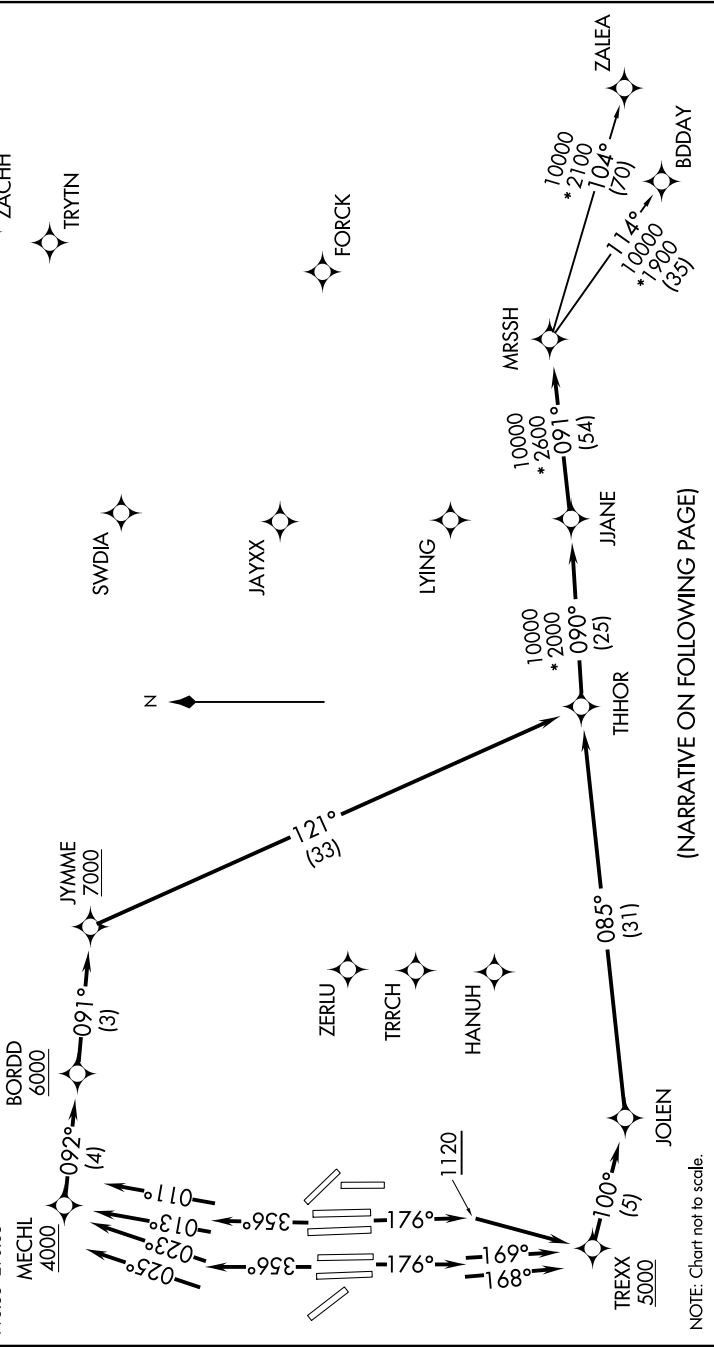 ZACHH
TRYTN
FORCK
ZALEA
BDDAY
10000
*2100
104°
(70)
114°
10000
*1900
(35)
MRSSH
10000
*2600
091°
(54)
SWDIA
JAYXX
LYING
JJANE
10000
*2000
090°
(25)
N
THHOR
JYMME
7000
121°
(33)
085°
(31)
091°
(3)
ZERLU
TRRCH
HANUH
BORDD
6000
092°
(4)
MECHL
4000
011°
013°
023°
025°
356°
356°
176°
176°
1120
169°
168°
JOLEN
100°
(5)
TREXX
5000
(NARRATIVE ON FOLLOWING PAGE)
NOTE: Chart not to scale.